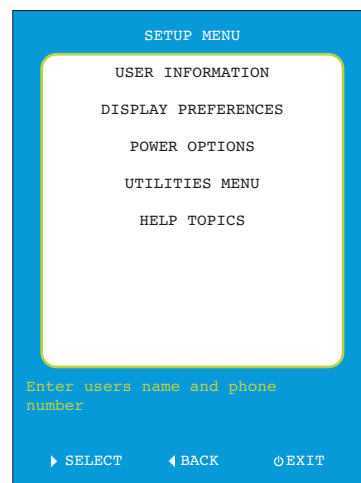 SETUP MENU
USER INFORMATION
DISPLAY PREFERENCES
POWER OPTIONS
UTILITIES MENU
HELP TOPICS
Enter users name and phone
number
SELECT BACK EXIT